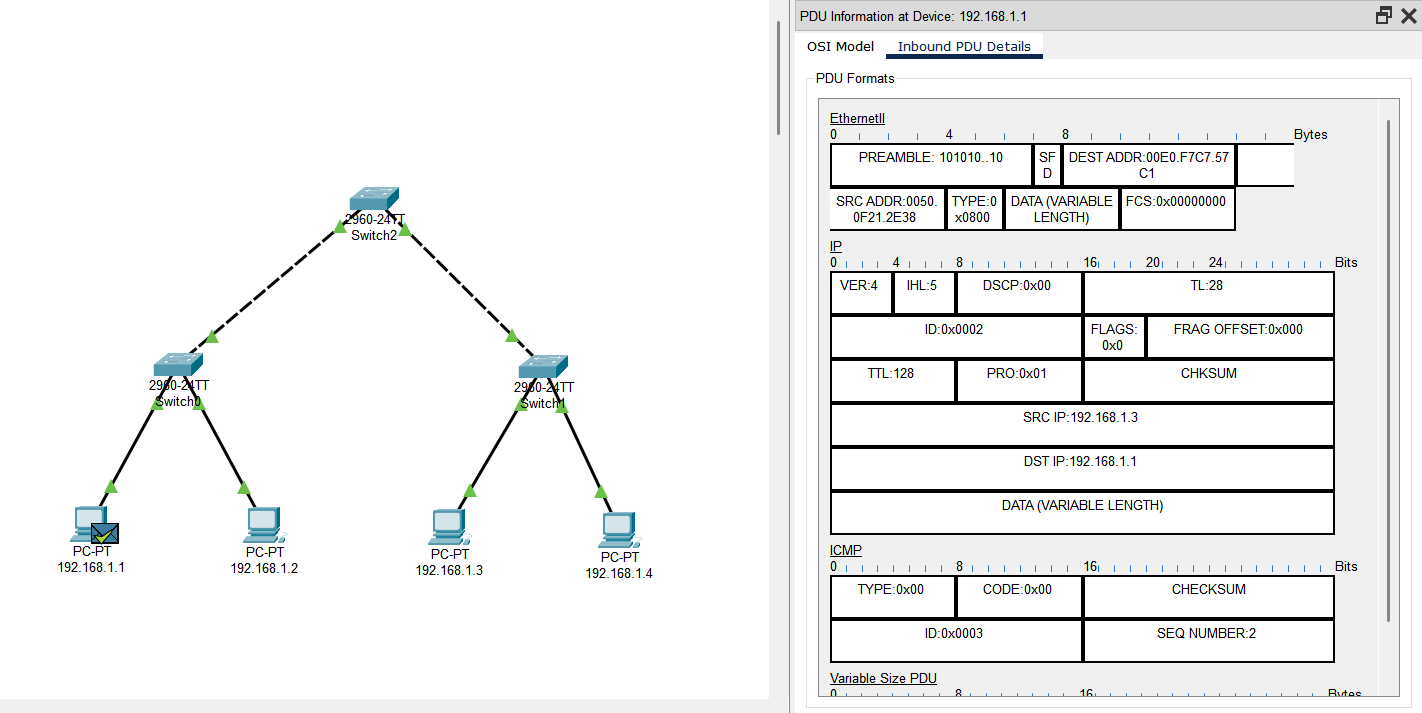 PDU Information at Device: 192.168.1.1
OSI Model
Inbound PDU Details
PDU Formats
EthernetII
0 4 8 Bytes
PREAMBLE: 101010..10
SF
D
DEST ADDR:00E0.F7C7.57
C1
SRC ADDR:0050.
0F21.2E38
TYPE:0
x0800
DATA (VARIABLE
LENGTH)
FCS:0x00000000
IP
0 4 8 16 20 24 Bits
VER:4
IHL:5
DSCP:0x00
TL:28
ID:0x0002
FLAGS:
0x0
FRAG OFFSET:0x000
TTL:128
PRO:0x01
CHKSUM
SRC IP:192.168.1.3
DST IP:192.168.1.1
DATA (VARIABLE LENGTH)
ICMP
0 8 16 Bits
TYPE:0x00
CODE:0x00
CHECKSUM
ID:0x0003
SEQ NUMBER:2
Variable Size PDU
0 8 16 Bytes
2960-24TT
Switch2
2960-24TT
Switch0
2960-24TT
Switch1
PC-PT
192.168.1.1
PC-PT
192.168.1.2
PC-PT
192.168.1.3
PC-PT
192.168.1.4